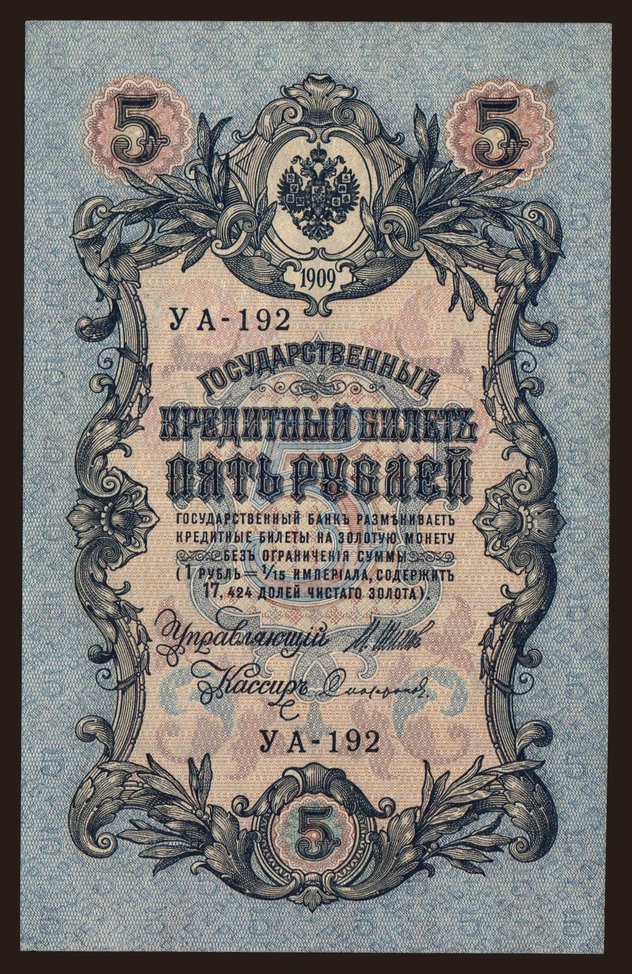 5 5
1909
УА-192
ГОСУДАРСТВЕННЫЙ
КРЕДИТНЫЙ БИЛЕТЪ
ПЯТЬ РУБЛЕЙ
ГОСУДАРСТВЕННЫЙ БАНКЪ РАЗМѢНИВАЕТЪ
КРЕДИТНЫЕ БИЛЕТЫ НА ЗОЛОТУЮ МОНЕТУ
БЕЗЪ ОГРАНИЧЕНІЯ СУММЫ
(1 РУБЛЬ = 1/15 ИМПЕРІАЛА, СОДЕРЖИТЪ
17,424 ДОЛЕЙ ЧИСТАГО ЗОЛОТА).
Управляющій
Кассиръ
УА-192
5